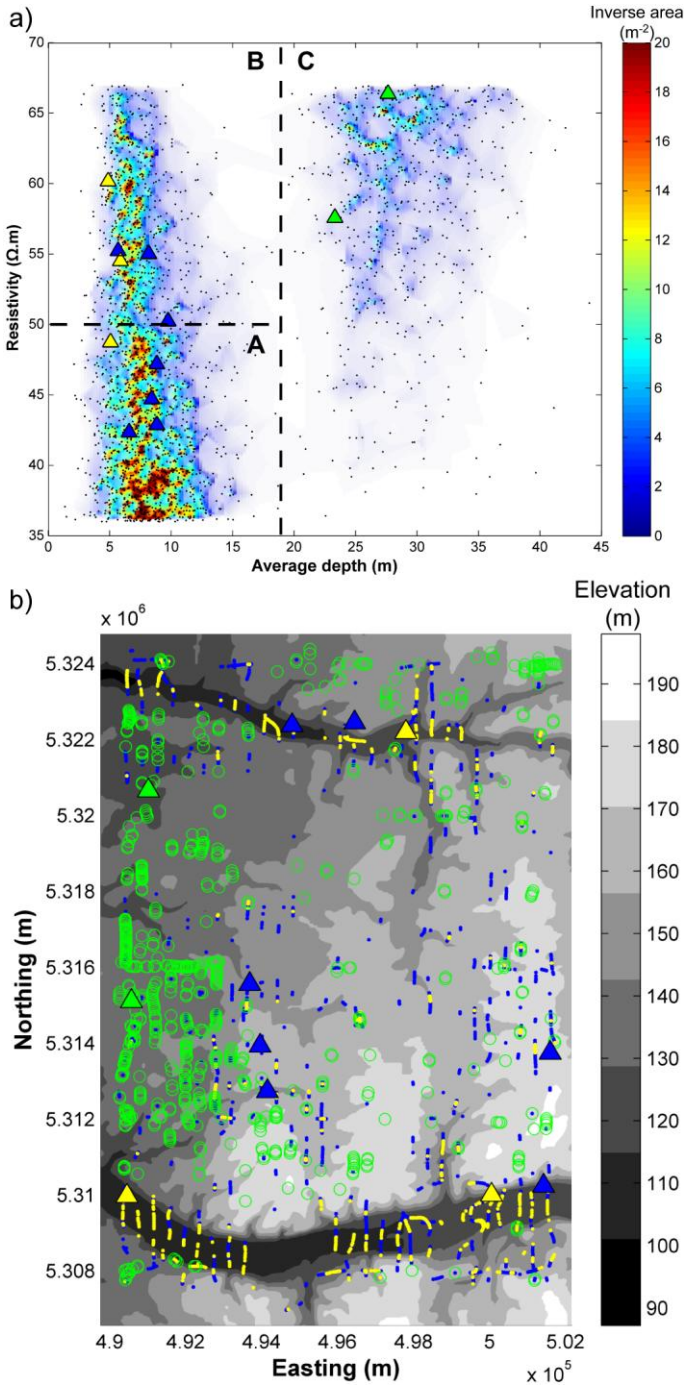 a)
Inverse area
(m-2)
B
C
A
70
65
60
55
50
45
40
35
Resistivity (Ω.m)
0 5 10 15 20 25 30 35 40 45
Average depth (m)
20
18
16
14
12
10
8
6
4
2
0
b)
x 10^6
Elevation
(m)
5.324
5.322
5.32
5.318
5.316
5.314
5.312
5.31
5.308
Northing (m)
4.9 4.92 4.94 4.96 4.98 5 5.02
Easting (m)
x 10^5
190
180
170
160
150
140
130
120
110
100
90